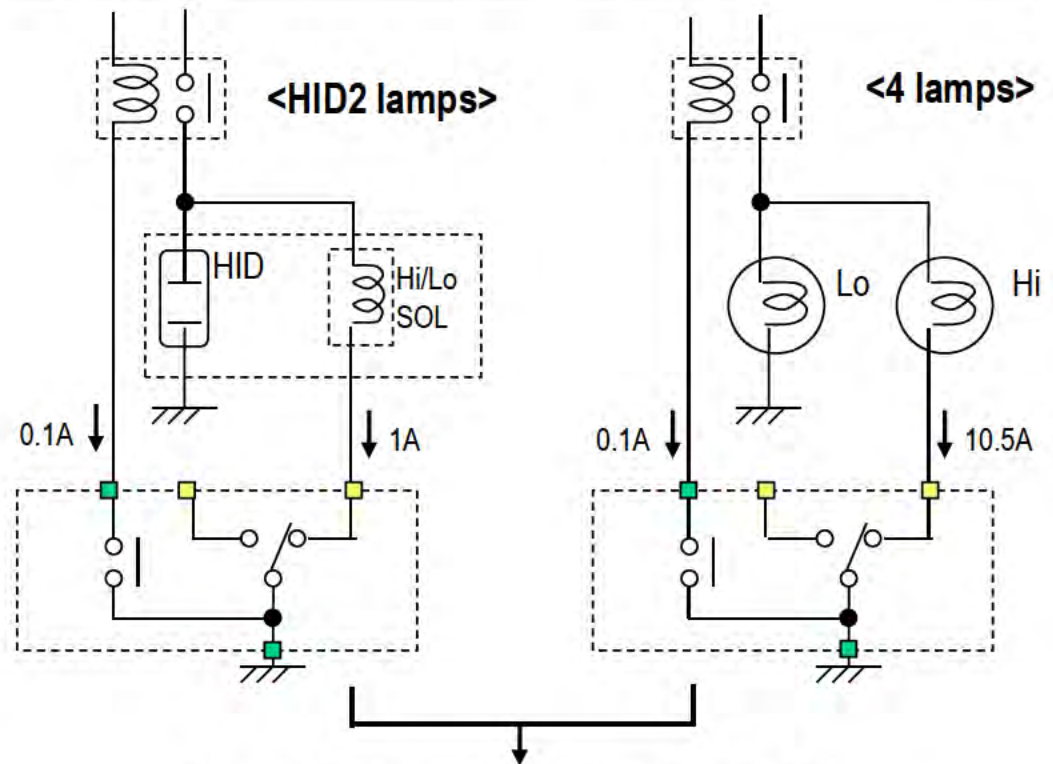 <HID2 lamps>
<4 lamps>
HID
Hi/Lo
SOL
Lo
Hi
0.1A
1A
0.1A
10.5A